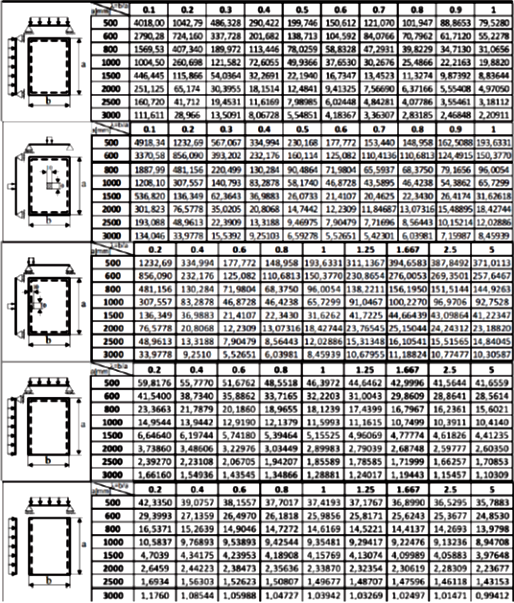 λ=b/a 0.1 0.2 0.3 0.4 0.5 0.6 0.7 0.8 0.9 1
a[mm]
500 4018,00 1042,79 486,328 290,422 199,746 150,612 121,070 101,947 88,8653 79,5280
600 2790,28 724,160 337,728 201,682 138,713 104,592 84,0766 70,7962 61,7120 55,2278
800 1569,53 407,340 189,972 113,446 78,0259 58,8328 47,2931 39,8229 34,7130 31,0656
1000 1004,50 260,698 121,582 72,6055 49,9366 37,6530 30,2676 25,4866 22,2163 19,8820
1500 446,445 115,866 54,0364 32,2691 22,1940 16,7347 13,4523 11,3274 9,87392 8,83644
2000 251,125 65,174 30,3955 18,1514 12,4841 9,41325 7,56690 6,37166 5,55408 4,97050
2500 160,720 41,712 19,4531 11,6169 7,98985 6,02448 4,84281 4,07786 3,55461 3,18112
3000 111,611 28,966 13,5091 8,06728 5,54851 4,18367 3,36307 2,83185 2,46848 2,20911
b
λ=b/a 0.1 0.2 0.3 0.4 0.5 0.6 0.7 0.8 0.9 1
a[mm]
500 4918,34 1232,69 567,067 334,994 230,168 177,772 153,440 148,958 162,5088 193,6331
600 3370,58 856,090 393,202 232,176 160,114 125,082 110,4136 110,6813 124,4915 150,3770
800 1887,99 481,156 220,499 130,284 90,4864 71,9804 65,5937 68,3750 79,1656 96,0054
1000 1208,10 307,557 140,793 83,2878 58,1740 46,8728 43,5895 46,4238 54,3862 65,7299
1500 536,820 136,349 62,3643 36,9883 26,0733 21,4107 20,4625 22,3430 26,4174 31,62618
2000 301,823 76,5778 35,0205 20,8068 14,7442 12,2309 11,84687 13,07316 15,48895 18,42744
2500 193,088 48,9613 22,3909 13,3188 9,46975 7,90479 7,71696 8,56443 10,15214 12,02886
3000 134,046 33,9778 15,5392 9,25103 6,59278 5,52651 5,42301 6,03981 7,15987 8,45939
b
λ=b/a 0.2 0.4 0.6 0.8 1 1.25 1.667 2.5 5
a[mm]
500 1232,69 334,994 177,772 148,958 193,6331 311,1367 394,6583 387,8492 371,0113
600 856,090 232,176 125,082 110,6813 150,3770 230,8654 276,0053 269,3501 257,6467
800 481,156 130,284 71,9804 68,3750 96,0054 138,2211 156,1950 151,5144 144,9263
1000 307,557 83,2878 46,8728 46,4238 65,7299 91,0467 100,2270 96,9706 92,7528
1500 136,349 36,9883 21,4107 22,3430 31,6262 41,7225 44,66439 43,09864 41,22347
2000 76,5778 20,8068 12,2309 13,07316 18,42744 23,76545 25,15044 24,24312 23,18820
2500 48,9613 13,3188 7,90479 8,56443 12,02886 15,31348 16,10541 15,51565 14,84045
3000 33,9778 9,2510 5,52651 6,03981 8,45939 10,67955 11,18824 10,77477 10,30587
λ=b/a 0.2 0.4 0.6 0.8 1 1.25 1.667 2.5 5
a[mm]
500 59,8176 55,7770 51,6762 48,5518 46,3972 44,6462 42,9996 41,5644 41,6559
600 41,5400 38,7340 35,8862 33,7165 32,2203 31,0043 29,8609 28,8641 28,5614
800 23,3663 21,7879 20,1860 18,9655 18,1239 17,4399 16,7967 16,2361 15,6021
1000 14,9544 13,9442 12,9190 12,1379 11,5993 11,1615 10,7499 10,3911 10,4140
1500 6,64640 6,19744 5,74180 5,39464 5,15525 4,96069 4,77774 4,61826 4,41235
2000 3,73860 3,48606 3,22976 3,03449 2,89983 2,79039 2,68748 2,59777 2,60350
2500 2,39270 2,23108 2,06705 1,94207 1,85589 1,78585 1,71999 1,66257 1,70853
3000 1,66160 1,54936 1,43545 1,34866 1,28881 1,24017 1,19443 1,15457 1,10309
b
λ=b/a 0.2 0.4 0.6 0.8 1 1.25 1.667 2.5 5
a[mm]
500 42,3350 39,0757 38,1557 37,7017 37,4193 37,1767 36,8990 36,5295 35,7883
600 29,3993 27,1359 26,4970 26,1818 25,9856 25,8171 25,6243 25,3677 24,8530
800 16,5371 15,2639 14,9046 14,7272 14,6169 14,5221 14,4137 14,2693 13,9798
1000 10,5837 9,76893 9,53893 9,42544 9,35481 9,29417 9,22476 9,13236 8,94708
1500 4,7039 4,34175 4,23953 4,18908 4,15769 4,13074 4,09989 4,05883 3,97648
2000 2,6459 2,44223 2,38473 2,35636 2,33870 2,32354 2,30619 2,28309 2,23677
2500 1,6934 1,56303 1,52623 1,50807 1,49677 1,48707 1,47596 1,46118 1,43153
3000 1,1760 1,08544 1,05988 1,04727 1,03942 1,03269 1,02497 1,01471 0,99412
b